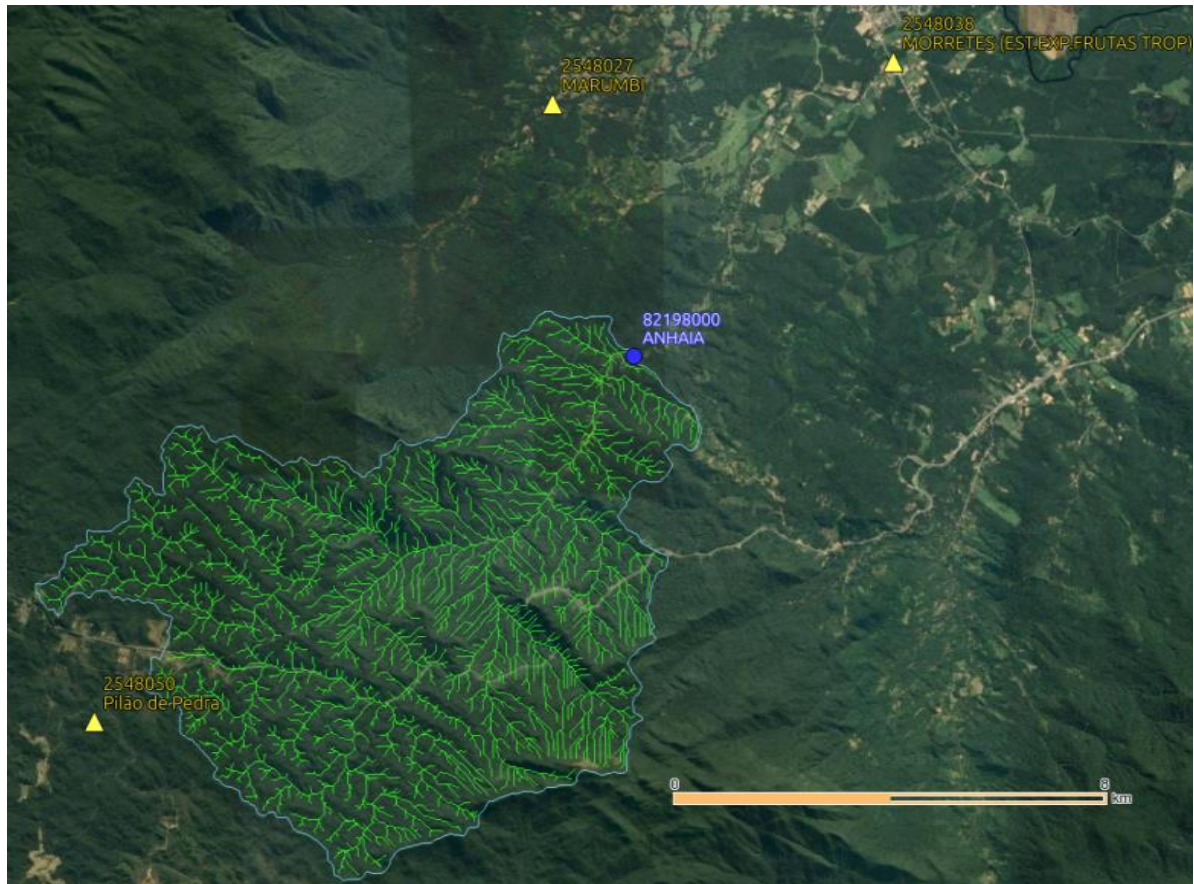 2548038
MORRETES (EST.EXP.FRUTAS TROP)
2548027
MARUMBI
82198000
ANHAIA
2548050
Pilão de Pedra
0
8
km